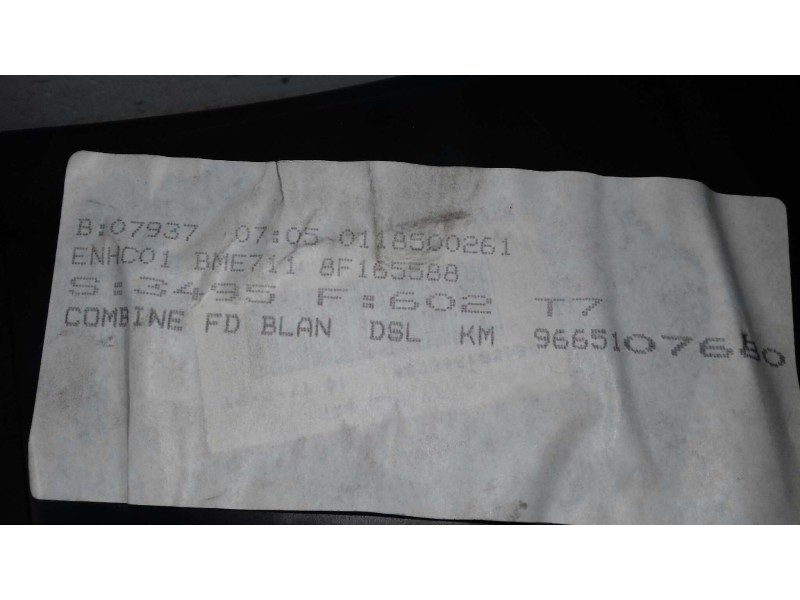 B:07937 07:05 0118500261
ENHC01 BME711 8F165588
S:3495 F:602 T7
COMBINE FD BLAN DSL KM 9665107680